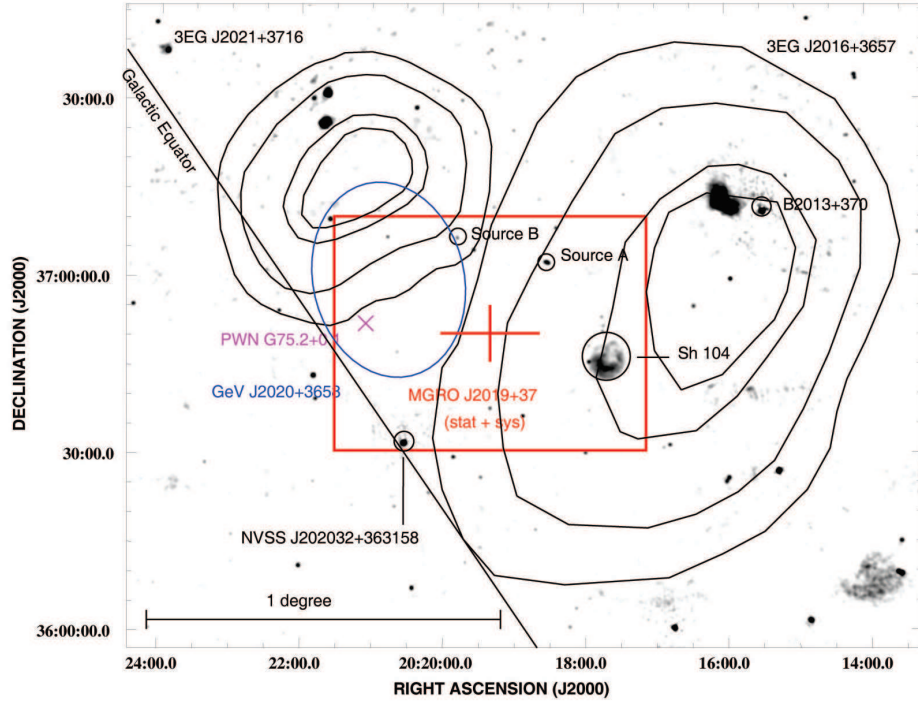 3EG J2021+3716
3EG J2016+3657
Galactic Equator
30:00.0
B2013+370
Source B
Source A
37:00:00.0
PWN G75.2+0.1
Sh 104
GeV J2020+3658
MGRO J2019+37
(stat + sys)
30:00.0
NVSS J202032+363158
1 degree
36:00:00.0
24:00.0
22:00.0
20:20:00.0
18:00.0
16:00.0
14:00.0
RIGHT ASCENSION (J2000)
DECLINATION (J2000)